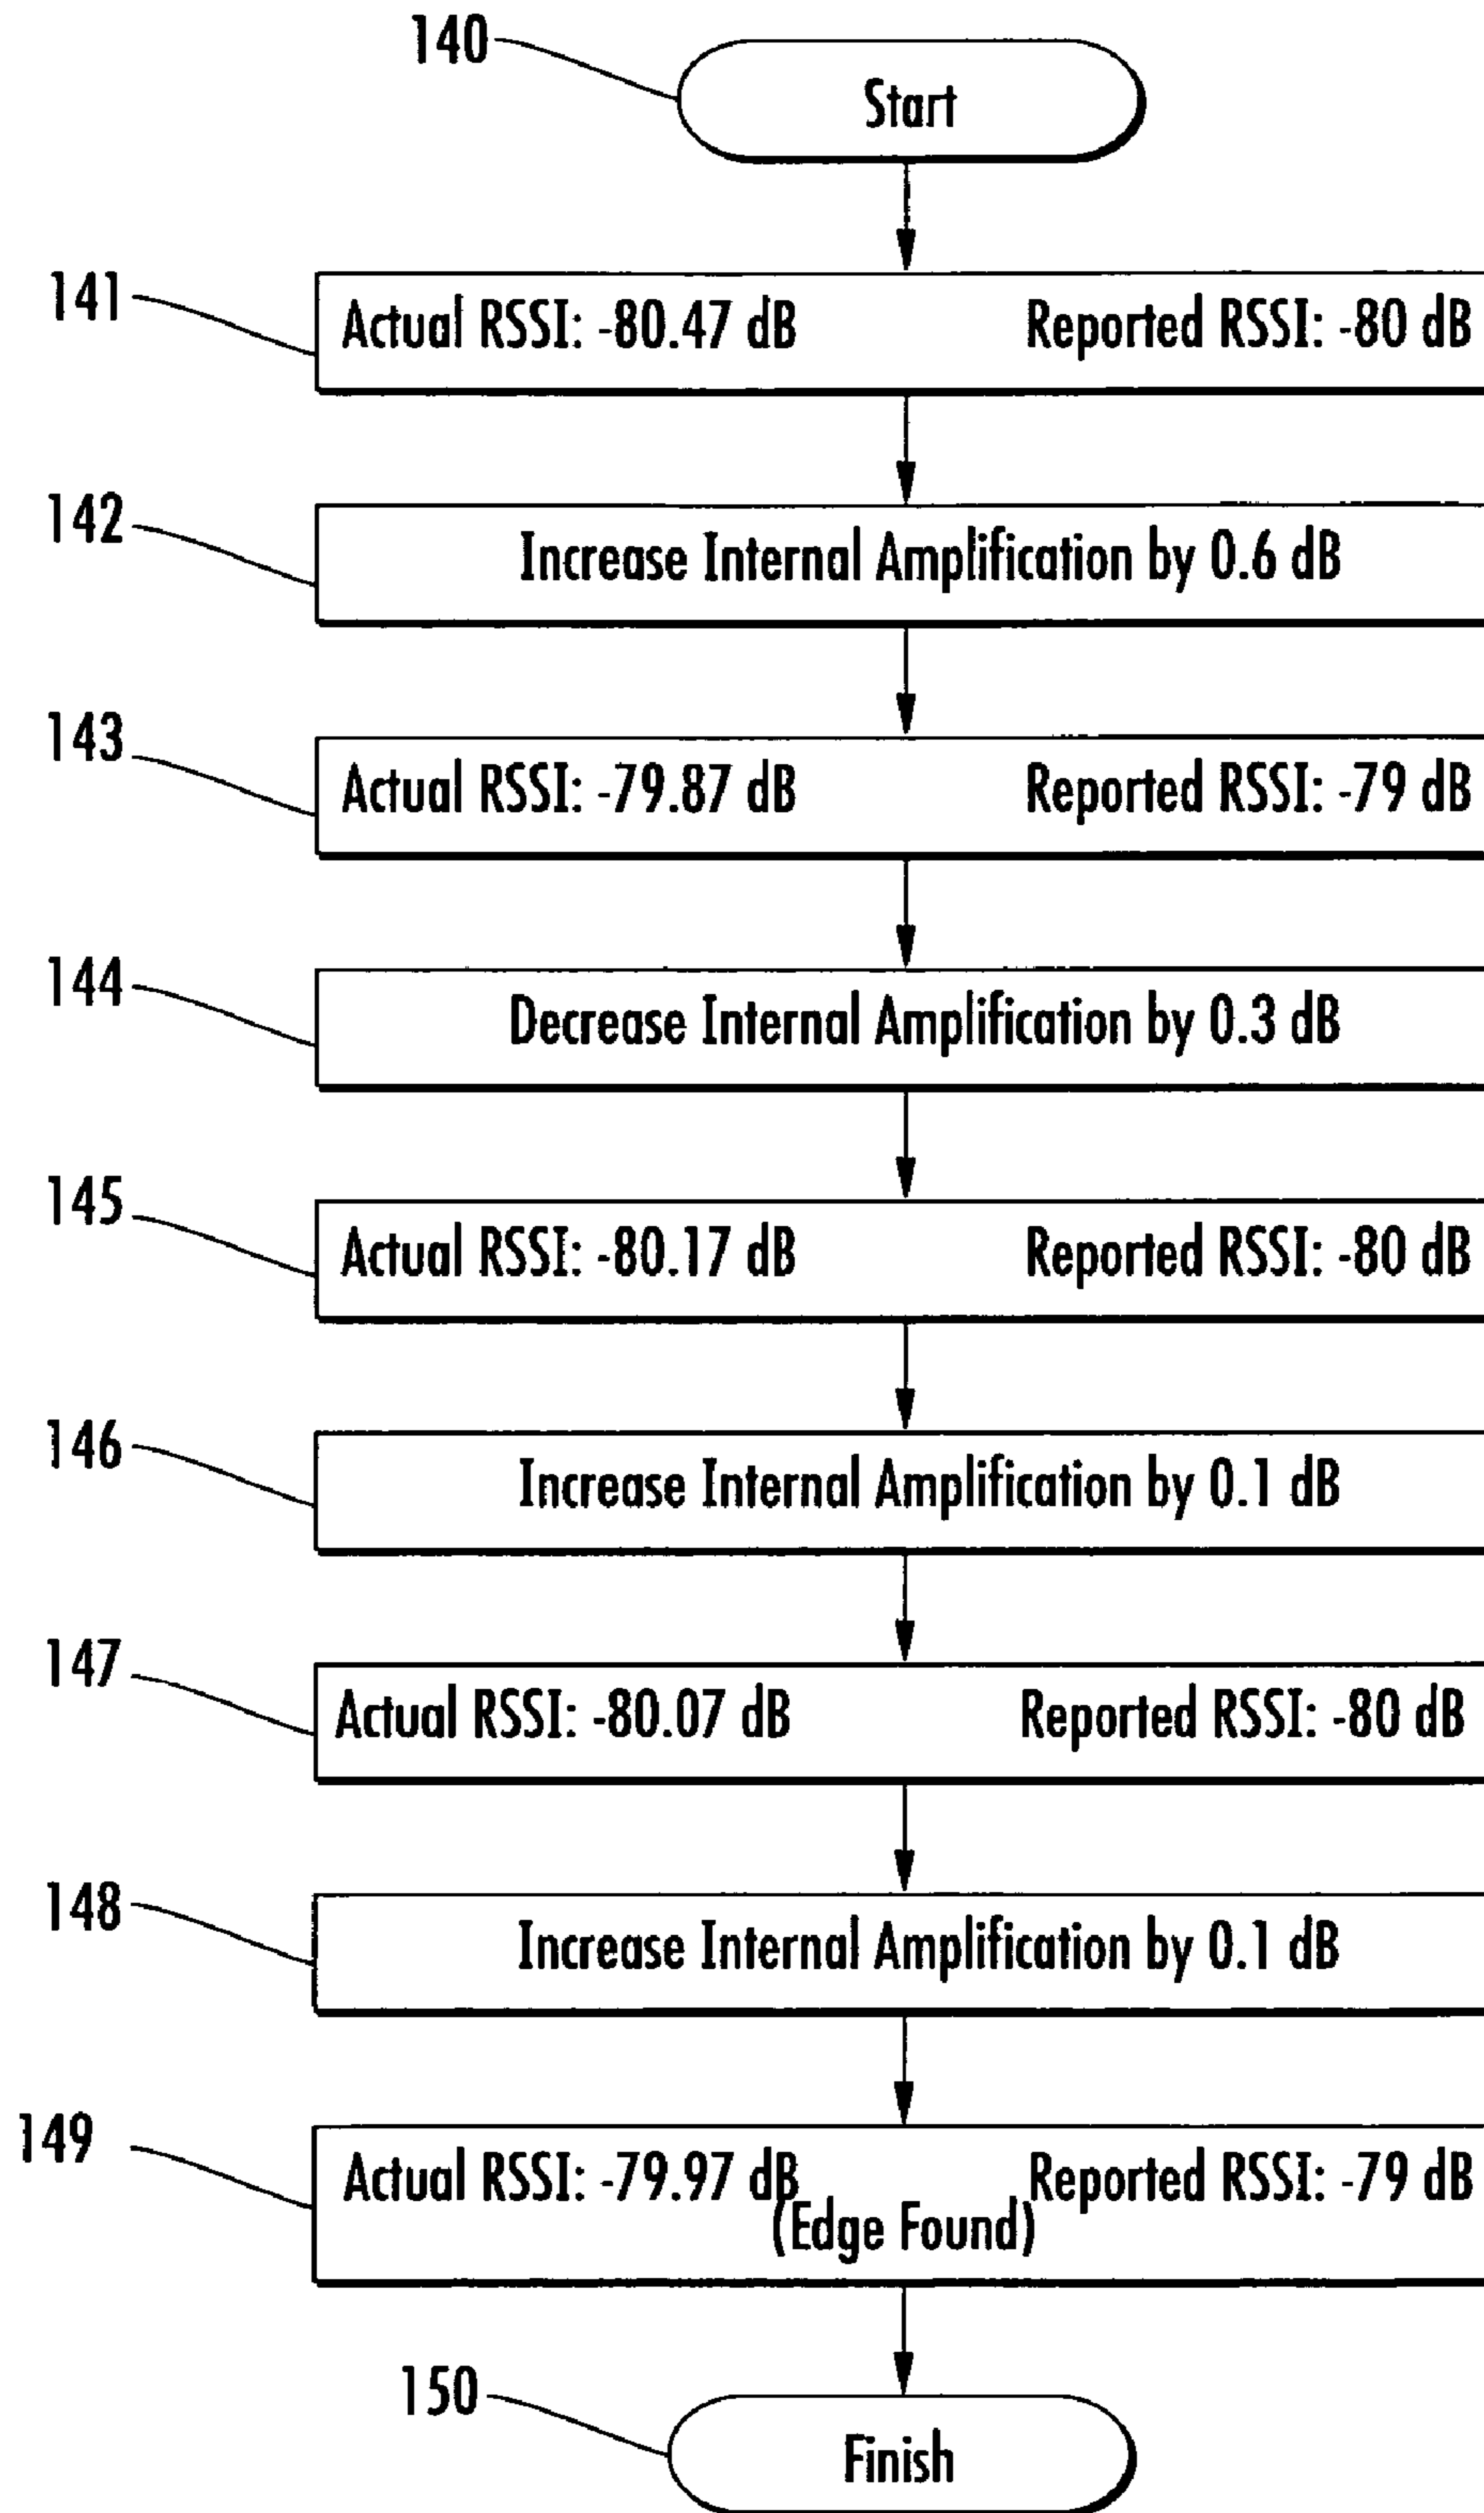 140
Start
141
Actual RSSI: -80.47 dB Reported RSSI: -80 dB
142
Increase Internal Amplification by 0.6 dB
143
Actual RSSI: -79.87 dB Reported RSSI: -79 dB
144
Decrease Internal Amplification by 0.3 dB
145
Actual RSSI: -80.17 dB Reported RSSI: -80 dB
146
Increase Internal Amplification by 0.1 dB
147
Actual RSSI: -80.07 dB Reported RSSI: -80 dB
148
Increase Internal Amplification by 0.1 dB
149
Actual RSSI: -79.97 dB Reported RSSI: -79 dB
(Edge Found)
150
Finish